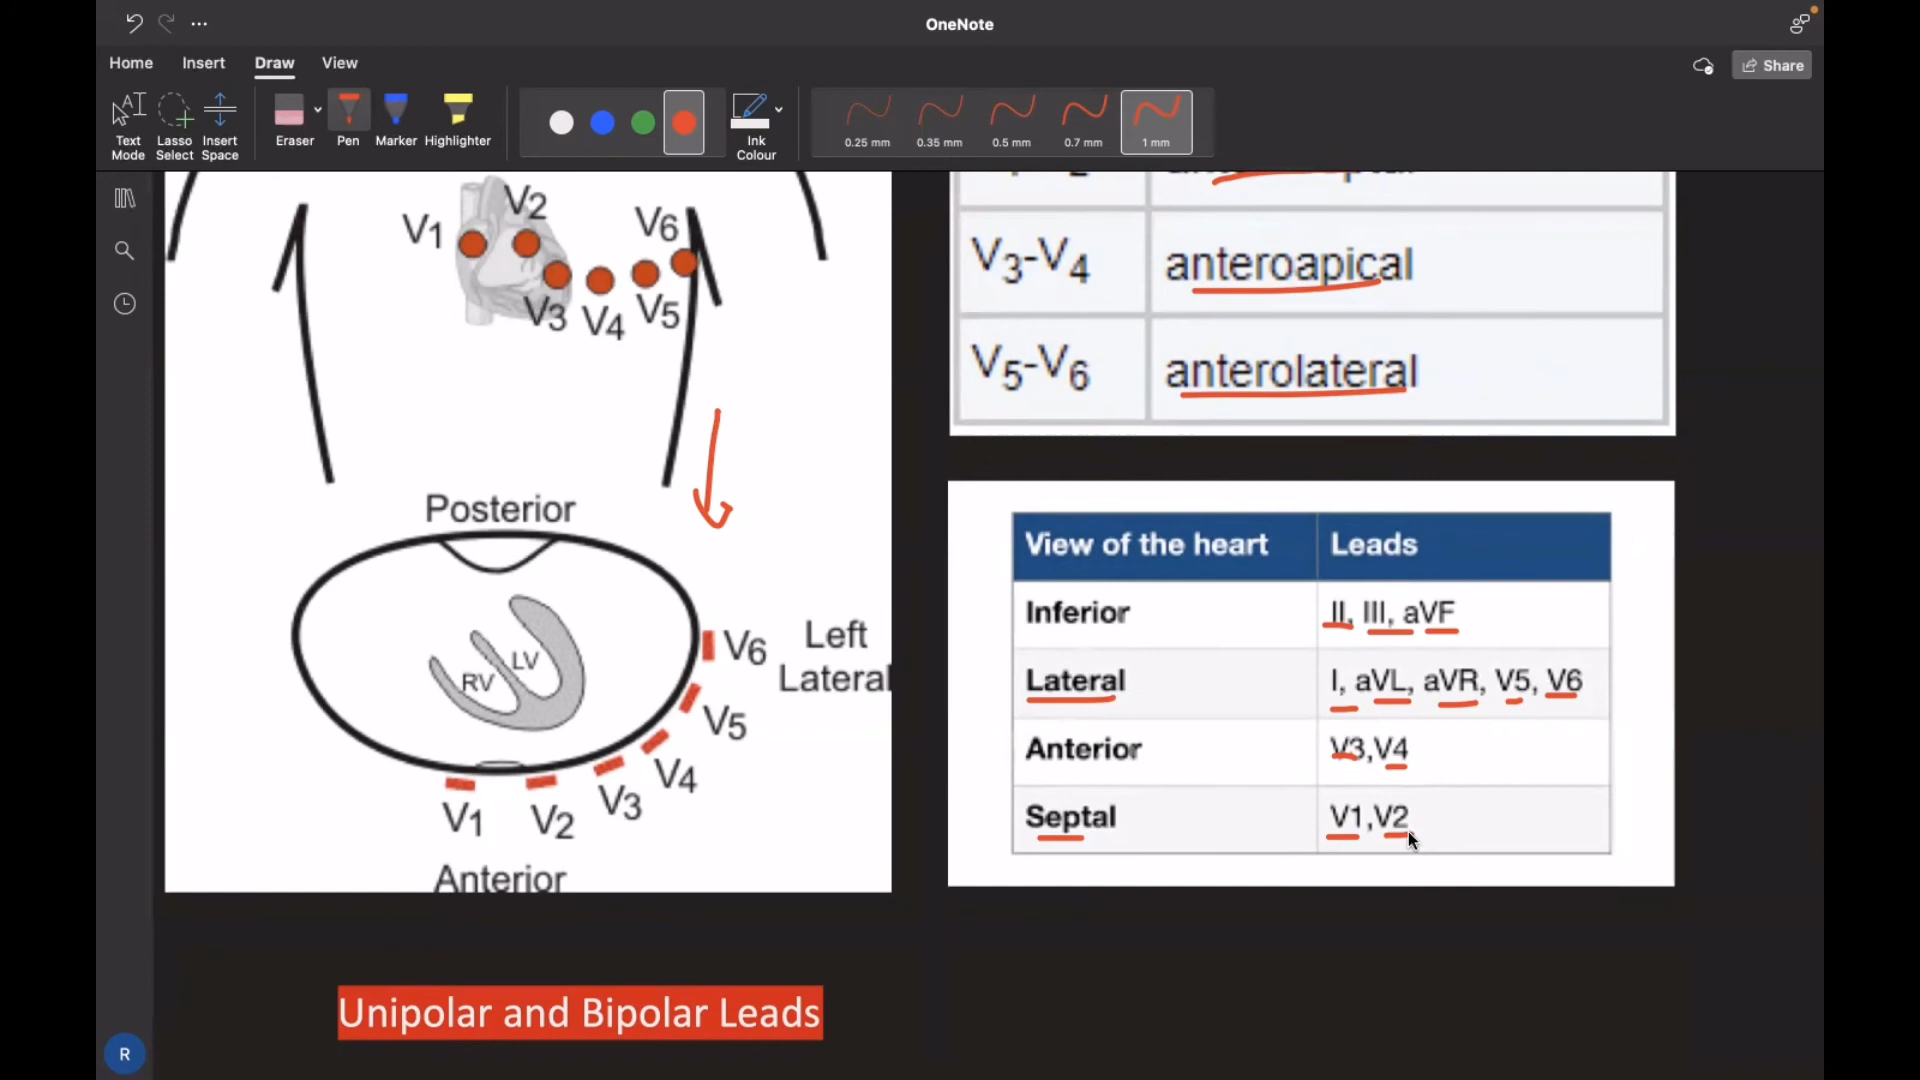 OneNote
Home Insert Draw View
Share
Text Mode
Lasso Select
Insert Space
Eraser
Pen
Marker
Highlighter
Ink Colour
0.25 mm
0.35 mm
0.5 mm
0.7 mm
1 mm
V1
V2
V3
V4
V5
V6
Posterior
RV
LV
V6
Left
Lateral
V5
V4
V3
V2
V1
Anterior
V3-V4 anteroapical
V5-V6 anterolateral
View of the heart Leads
Inferior II, III, aVF
Lateral I, aVL, aVR, V5, V6
Anterior V3,V4
Septal V1,V2
Unipolar and Bipolar Leads
R